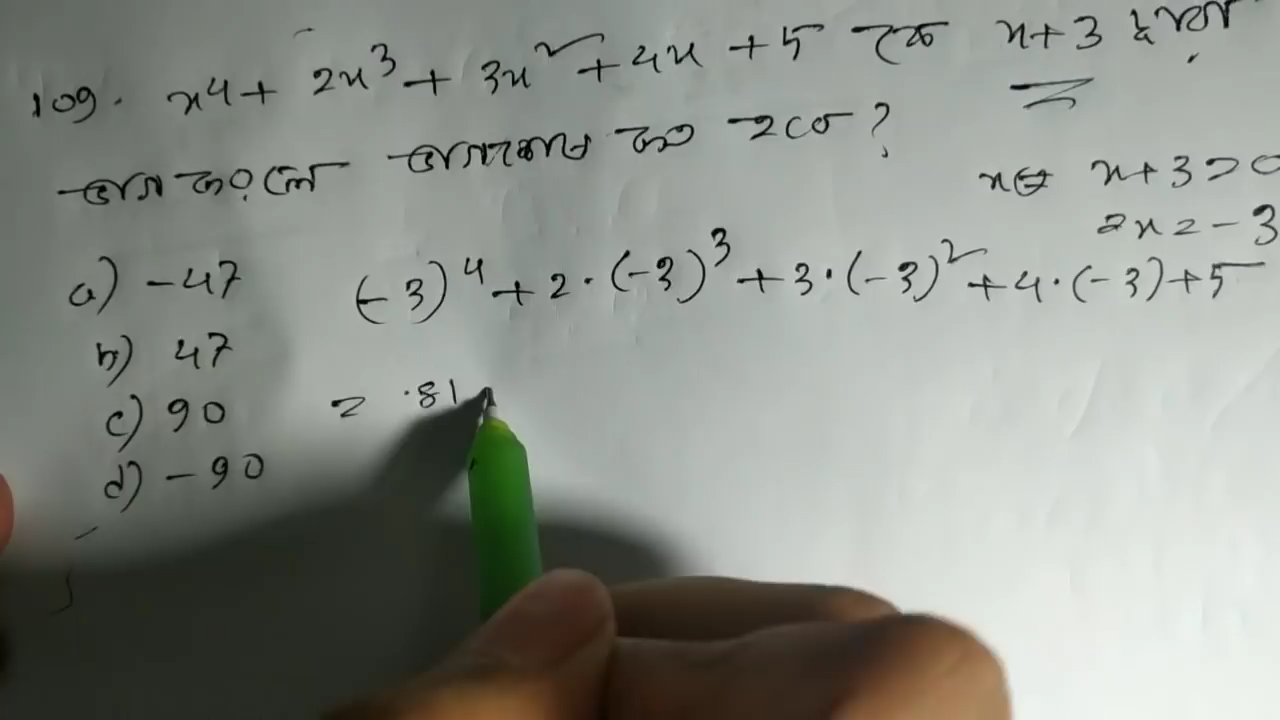 109. x4 + 2x³ + 3x² + 4x + 5 কে x+3 দ্বারা
ভাগ করলে ভাগশেষ কত হবে ?
x+3 = 0
x = -3
(-3)⁴ + 2·(-3)³ + 3·(-3)² + 4·(-3)+5
a) -47
b) 47
c) 90
= 81
d) -90